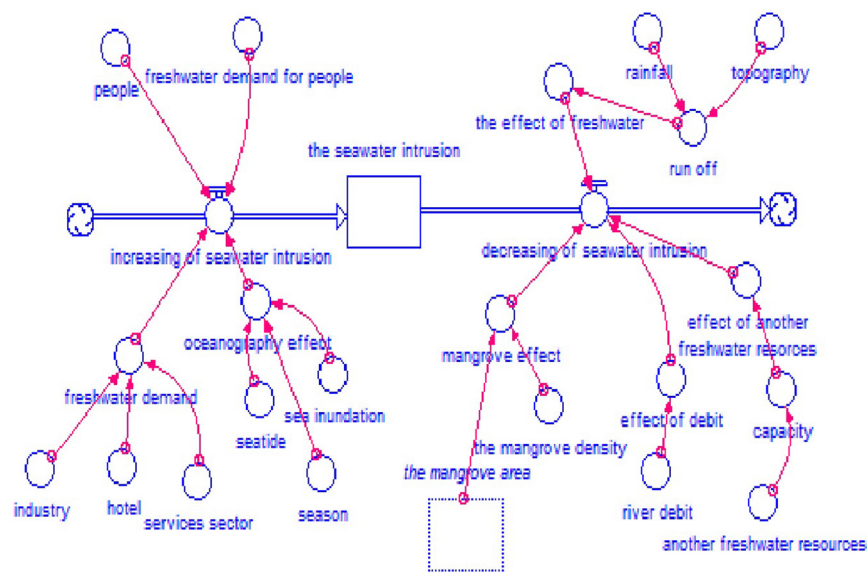 people
freshwater demand for people
rainfall
topography
the effect of freshwater
run off
the seawater intrusion
increasing of seawater intrusion
decreasing of seawater intrusion
oceanography effect
mangrove effect
effect of another
freshwater resorces
freshwater demand
sea inundation
seatide
the mangrove density
effect of debit
capacity
the mangrove area
industry
hotel
services sector
season
river debit
another freshwater resources